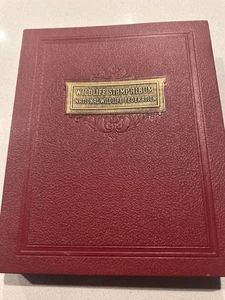 WILDLIFE STAMP ALBUM
NATIONAL WILDLIFE FEDERATION